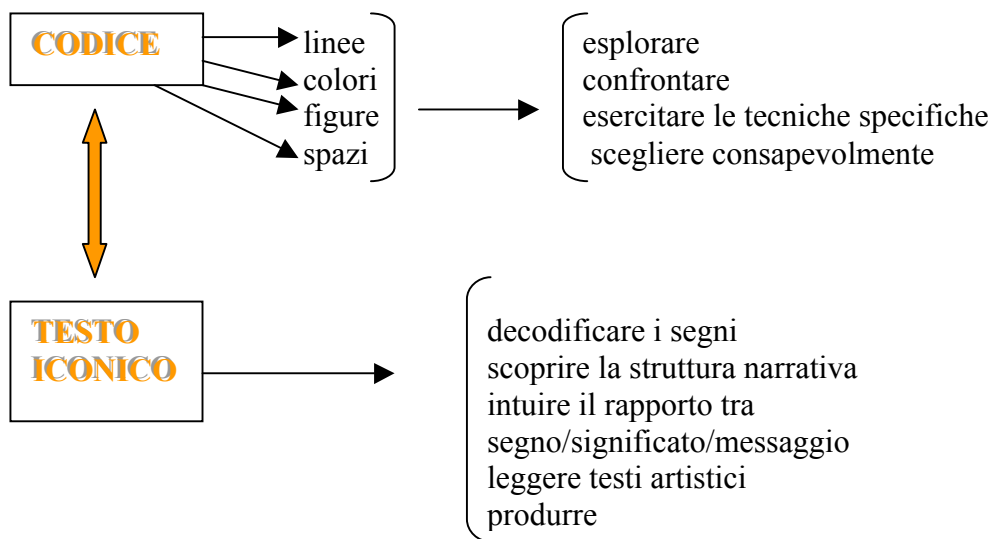 CODICE
linee
colori
figure
spazi
esplorare
confrontare
esercitare le tecniche specifiche
scegliere consapevolmente
TESTO
ICONICO
decodificare i segni
scoprire la struttura narrativa
intuire il rapporto tra
segno/significato/messaggio
leggere testi artistici
produrre